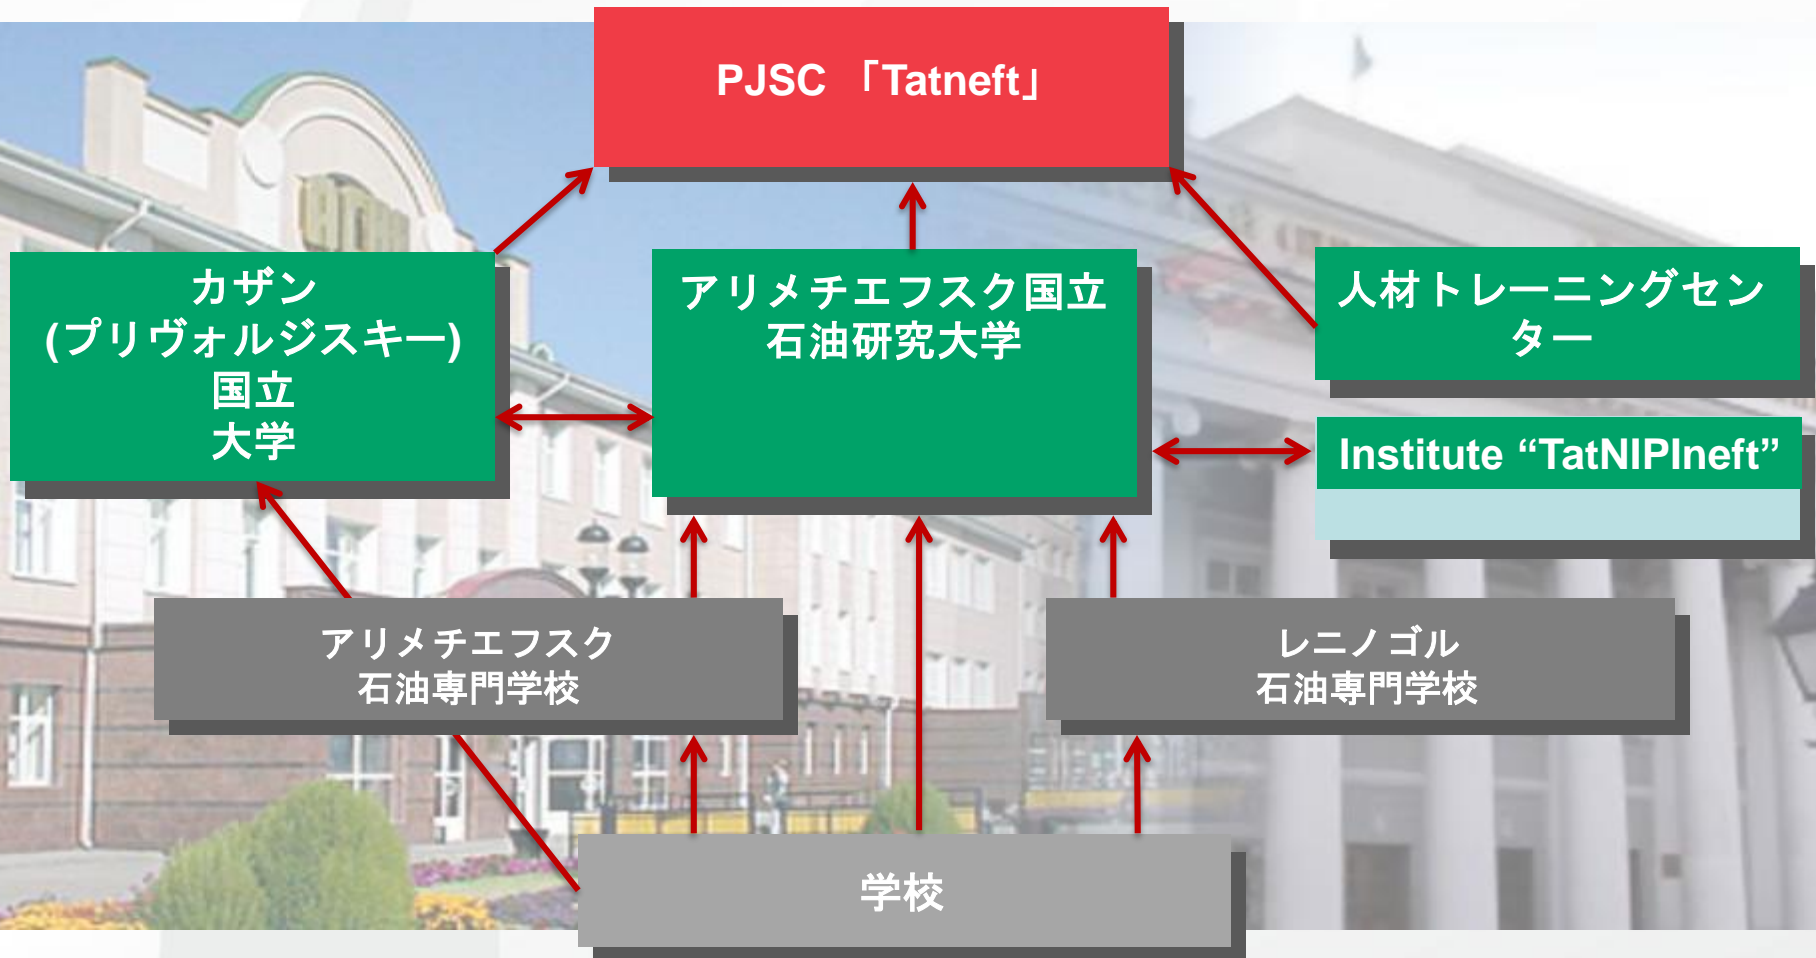 PJSC 「Tatneft」
カザン
(プリヴォルジスキー)
国立
大学
アリメチエフスク国立
石油研究大学
人材トレーニングセン
ター
Institute “TatNIPIneft”
アリメチエフスク
石油専門学校
レニノゴル
石油専門学校
学校